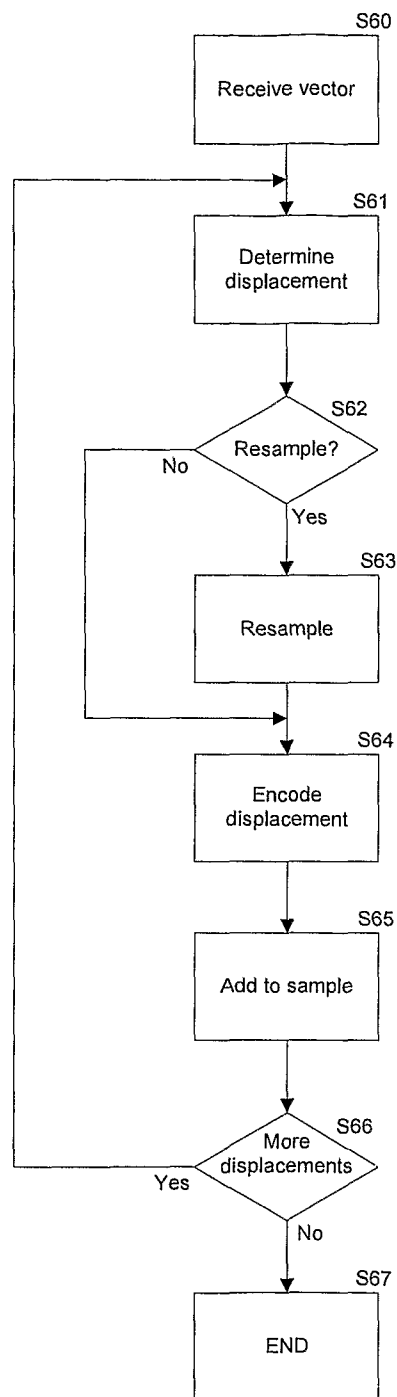 S60
Receive vector
S61
Determine
displacement
S62
Resample?
No
Yes
S63
Resample
S64
Encode
displacement
S65
Add to sample
S66
More
displacements
Yes
No
S67
END